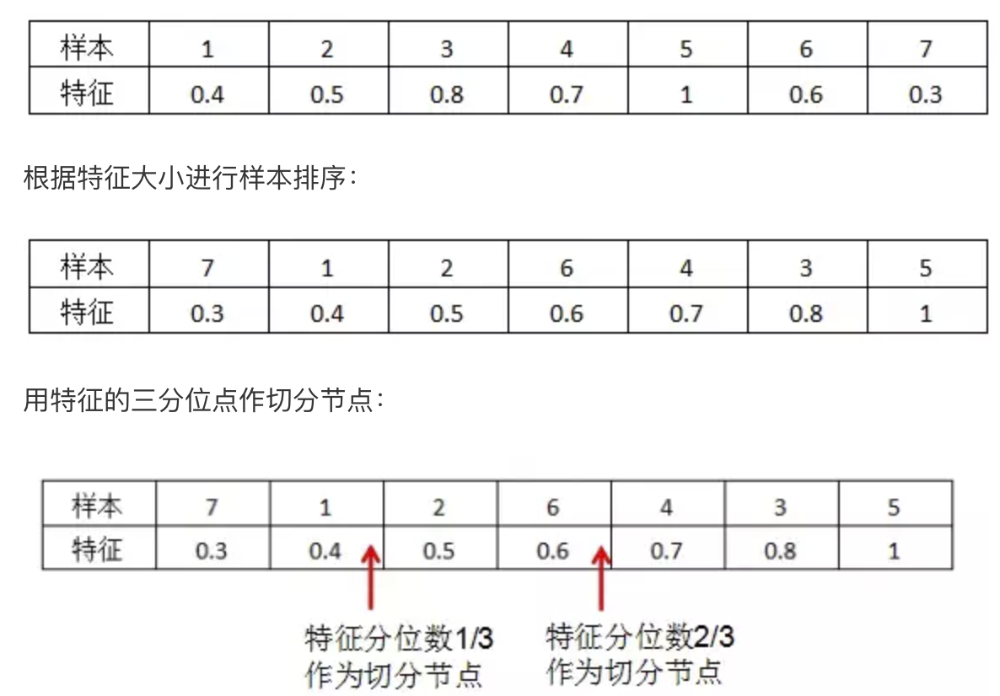 样本 1 2 3 4 5 6 7
特征 0.4 0.5 0.8 0.7 1 0.6 0.3
根据特征大小进行样本排序：
样本 7 1 2 6 4 3 5
特征 0.3 0.4 0.5 0.6 0.7 0.8 1
用特征的三分位点作切分节点：
样本 7 1 2 6 4 3 5
特征 0.3 0.4 0.5 0.6 0.7 0.8 1
特征分位数1/3
作为切分节点
特征分位数2/3
作为切分节点